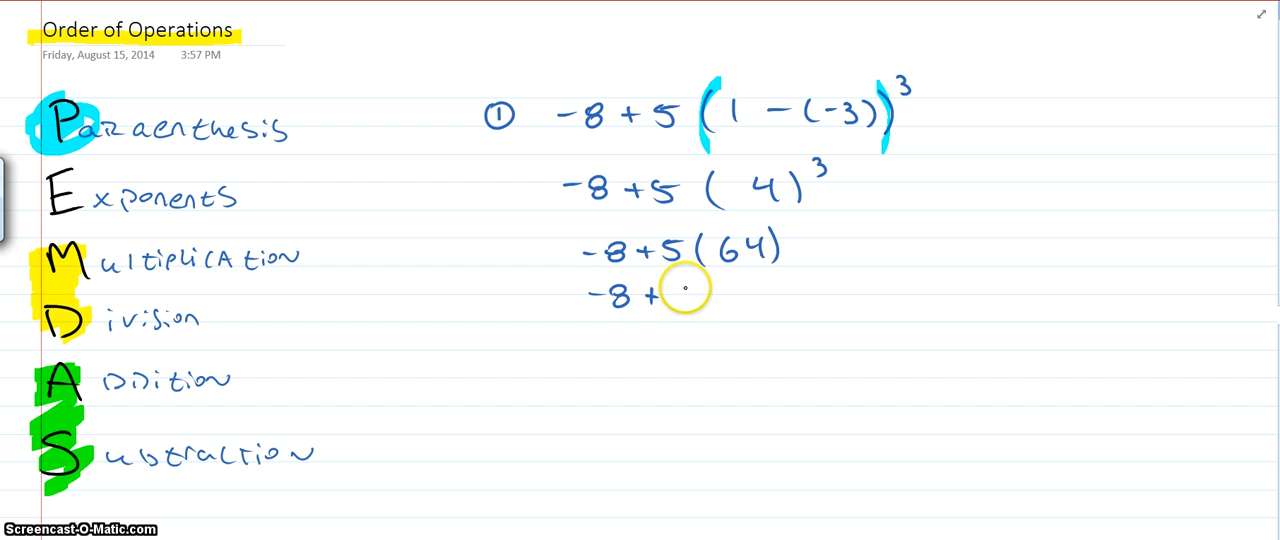 Order of Operations
Friday, August 15, 2014 3:57 PM
Paraenthesis
Exponents
Multiplication
Division
Addition
Subtraction
① -8 + 5 (1 - (-3))³
-8 + 5 ( 4)³
-8 + 5 (64)
-8 +
Screencast-O-Matic.com